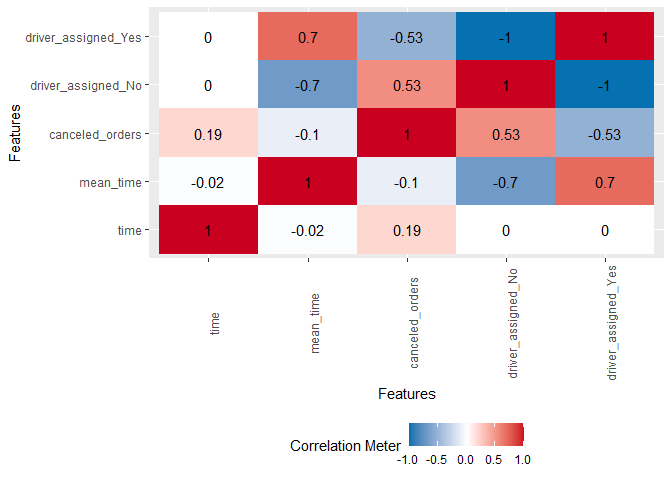 Features
driver_assigned_Yes 0 0.7 -0.53 -1 1
driver_assigned_No 0 -0.7 0.53 1 -1
canceled_orders 0.19 -0.1 1 0.53 -0.53
mean_time -0.02 1 -0.1 -0.7 0.7
time 1 -0.02 0.19 0 0
time mean_time canceled_orders driver_assigned_No driver_assigned_Yes
Features
Correlation Meter
-1.0 -0.5 0.0 0.5 1.0